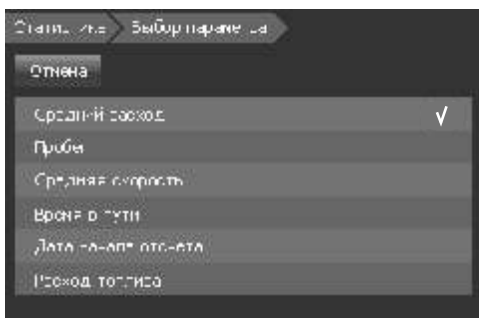 Статистика Выбор параметра
Отмена
Средний расход √
Пробег
Средняя скорость
Время в пути
Дата начала отсчета
Расход топлива